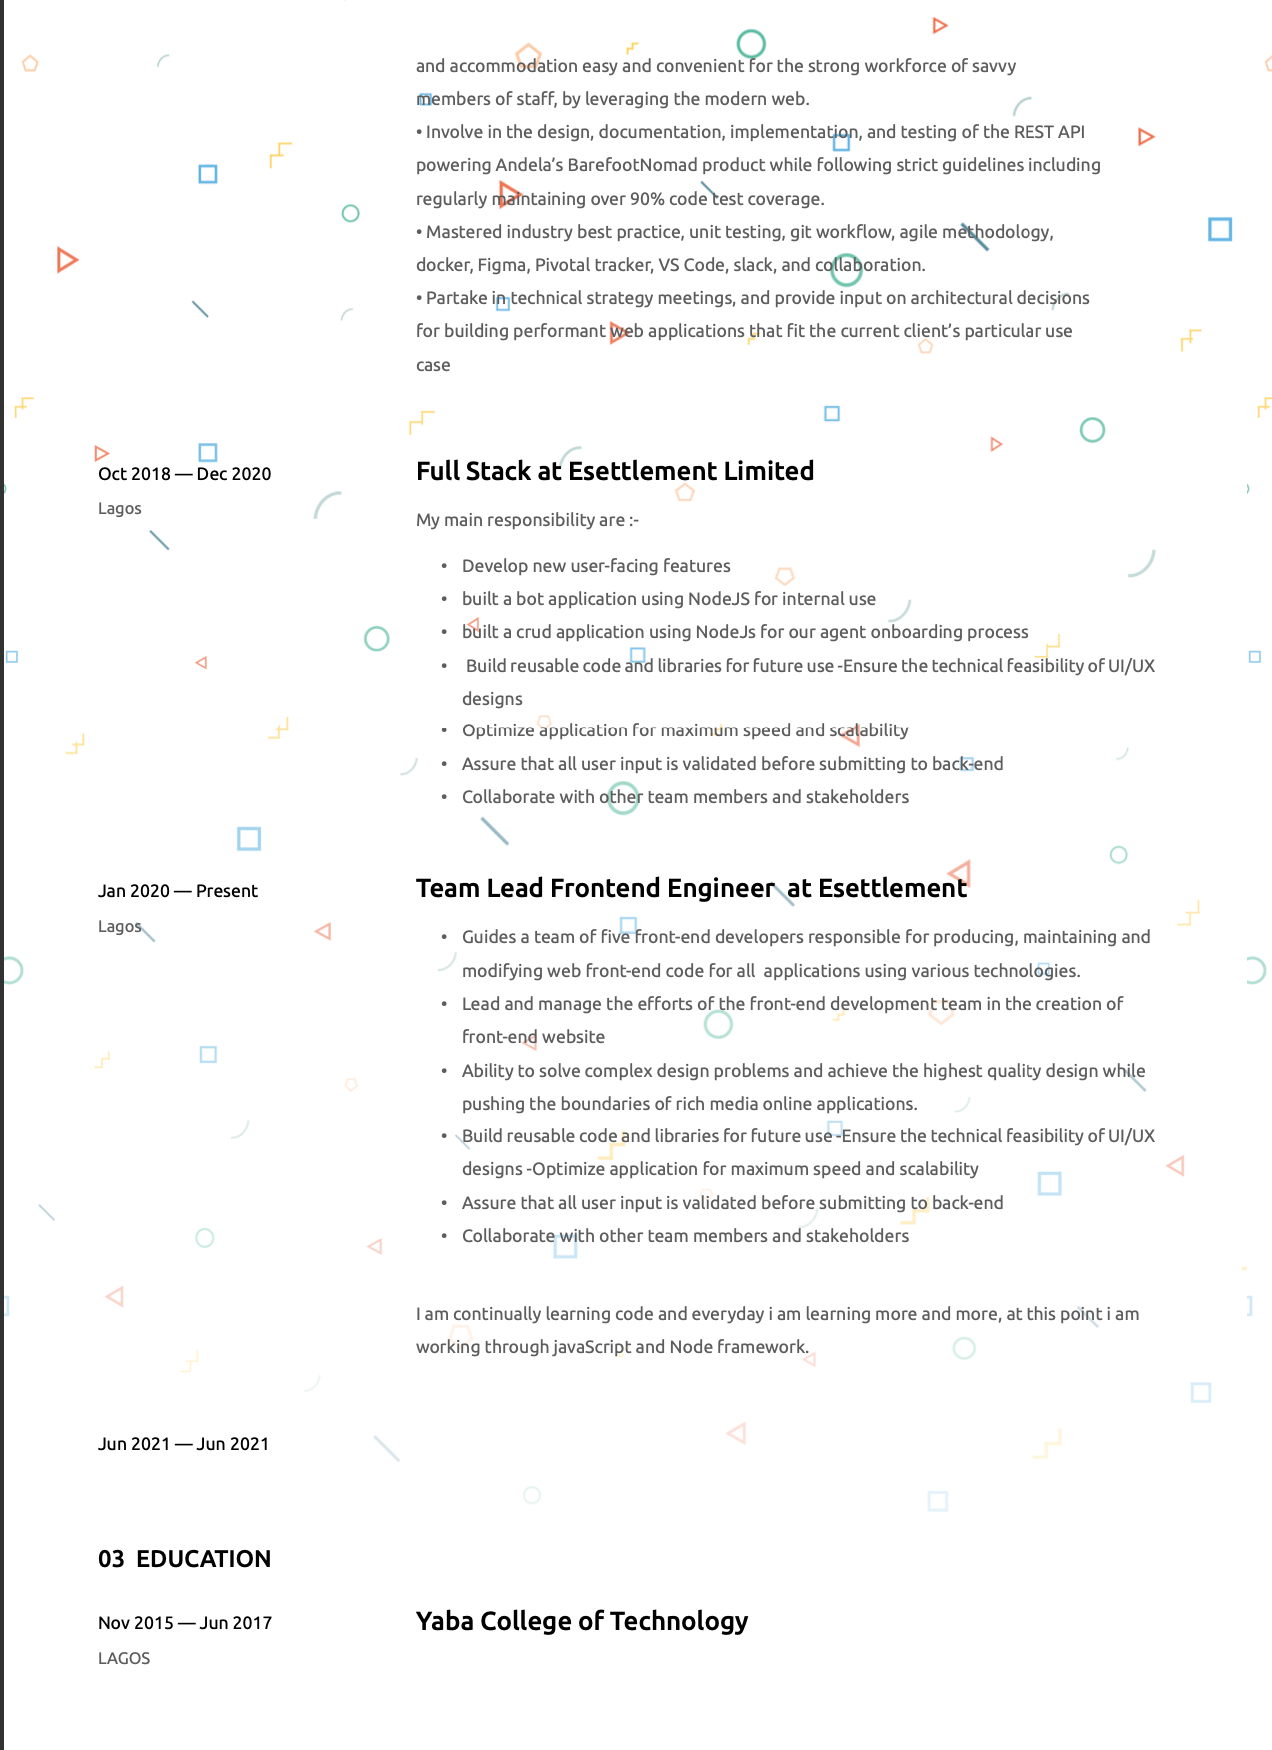 and accommodation easy and convenient for the strong workforce of savvy
members of staff, by leveraging the modern web.
• Involve in the design, documentation, implementation, and testing of the REST API
powering Andela’s BarefootNomad product while following strict guidelines including
regularly maintaining over 90% code test coverage.
• Mastered industry best practice, unit testing, git workflow, agile methodology,
docker, Figma, Pivotal tracker, VS Code, slack, and collaboration.
• Partake in technical strategy meetings, and provide input on architectural decisions
for building performant web applications that fit the current client’s particular use
case
Oct 2018 — Dec 2020
Lagos
Full Stack at Esettlement Limited
My main responsibility are :-
• Develop new user-facing features
• built a bot application using NodeJS for internal use
• built a crud application using NodeJs for our agent onboarding process
• Build reusable code and libraries for future use -Ensure the technical feasibility of UI/UX
designs
• Optimize application for maximum speed and scalability
• Assure that all user input is validated before submitting to back-end
• Collaborate with other team members and stakeholders
Jan 2020 — Present
Lagos
Team Lead Frontend Engineer  at Esettlement
• Guides a team of five front-end developers responsible for producing, maintaining and
modifying web front-end code for all  applications using various technologies.
• Lead and manage the efforts of the front-end development team in the creation of
front-end website
• Ability to solve complex design problems and achieve the highest quality design while
pushing the boundaries of rich media online applications.
• Build reusable code and libraries for future use -Ensure the technical feasibility of UI/UX
designs -Optimize application for maximum speed and scalability
• Assure that all user input is validated before submitting to back-end
• Collaborate with other team members and stakeholders
I am continually learning code and everyday i am learning more and more, at this point i am
working through javaScript and Node framework.
Jun 2021 — Jun 2021
03 EDUCATION
Nov 2015 — Jun 2017
LAGOS
Yaba College of Technology